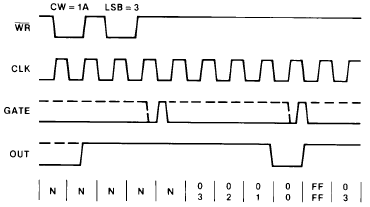 CW = 1A LSB = 3
WR
CLK
GATE
OUT
N N N N N 0 0 0 0 FF 0
3 2 1 0 FF 3